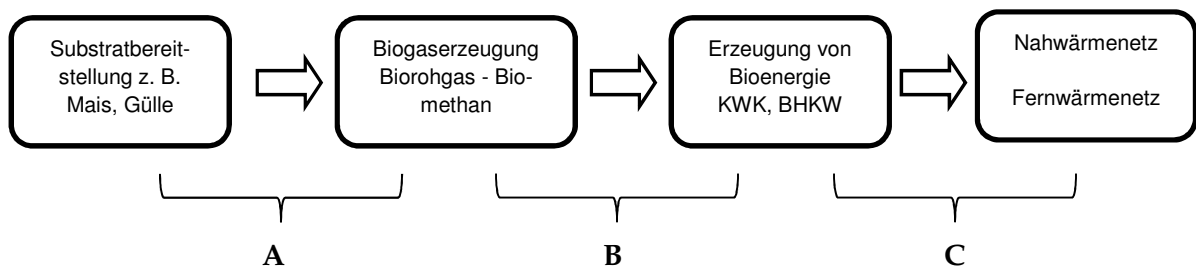 Substratbereit-
stellung z. B.
Mais, Gülle
Biogaserzeugung
Biorohgas - Bio-
methan
Erzeugung von
Bioenergie
KWK, BHKW
Nahwärmenetz
Fernwärmenetz
A
B
C